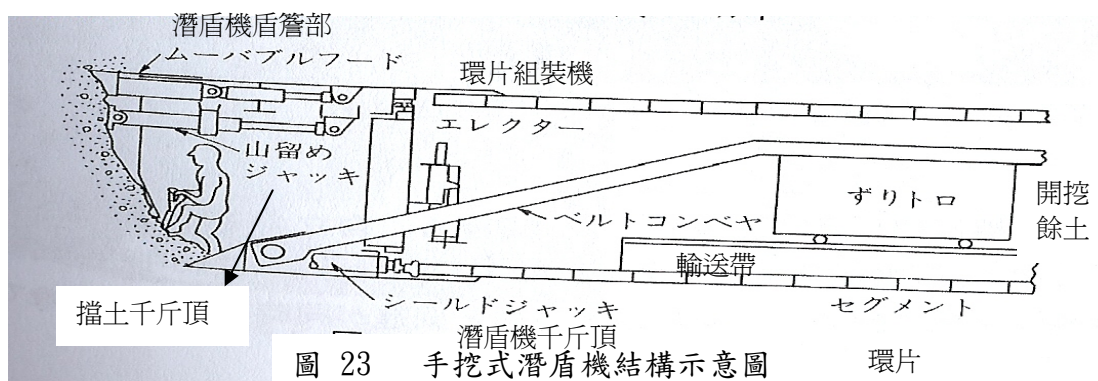 潛盾機盾簷部
ムーバブルフード
環片組裝機
エレクター
山留め
ジャッキ
ずりトロ
開挖
餘土
ベルトコンベヤ
輸送帶
擋土千斤頂
シールドジャッキ
セグメント
潛盾機千斤頂
環片
圖 23 手挖式潛盾機結構示意圖